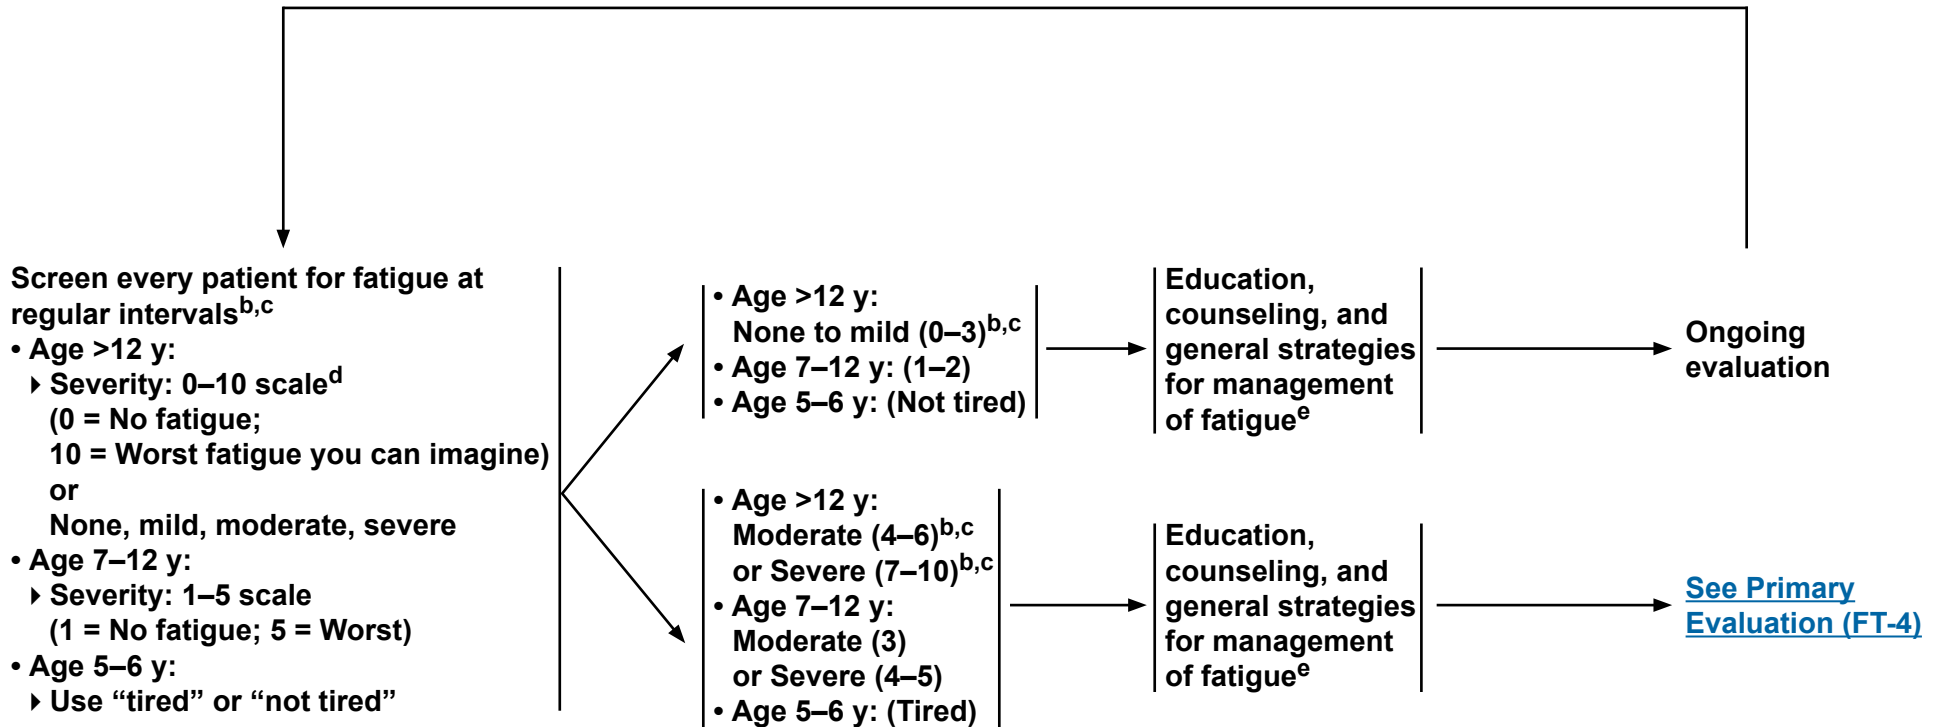 Screen every patient for fatigue at
regular intervalsb,c
• Age >12 y:
▸ Severity: 0–10 scaled
(0 = No fatigue;
10 = Worst fatigue you can imagine)
or
None, mild, moderate, severe
• Age 7–12 y:
▸ Severity: 1–5 scale
(1 = No fatigue; 5 = Worst)
• Age 5–6 y:
▸ Use “tired” or “not tired”
• Age >12 y:
None to mild (0–3)b,c
• Age 7–12 y: (1–2)
• Age 5–6 y: (Not tired)
Education,
counseling, and
general strategies
for management
of fatiguee
Ongoing
evaluation
• Age >12 y:
Moderate (4–6)b,c
or Severe (7–10)b,c
• Age 7–12 y:
Moderate (3)
or Severe (4–5)
• Age 5–6 y: (Tired)
Education,
counseling, and
general strategies
for management
of fatiguee
See Primary
Evaluation (FT-4)